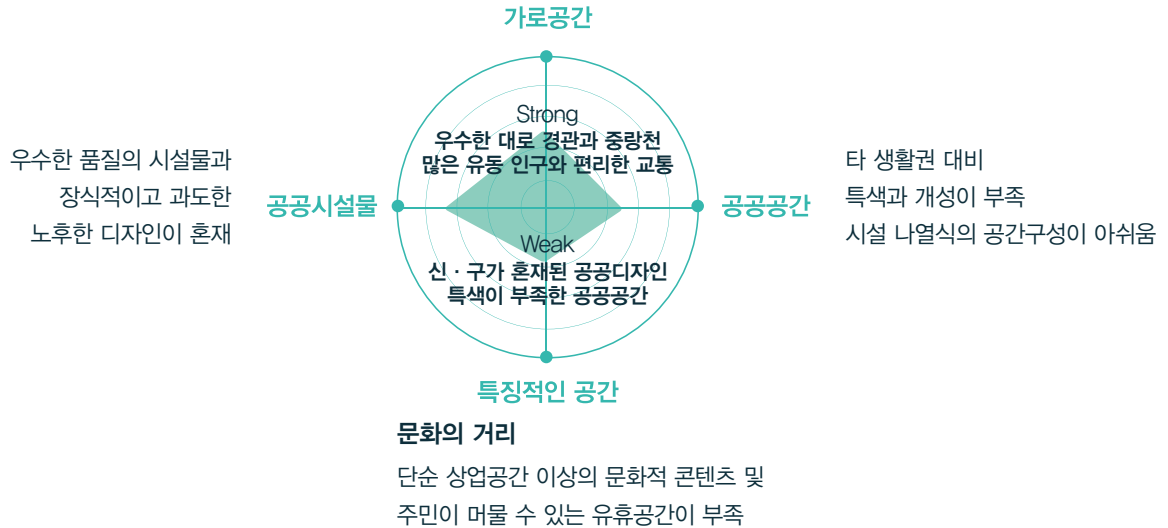 가로공간
Strong
우수한 대로 경관과 중랑천
많은 유동 인구와 편리한 교통
우수한 품질의 시설물과
장식적이고 과도한
노후한 디자인이 혼재
공공시설물
공공공간
타 생활권 대비
특색과 개성이 부족
시설 나열식의 공간구성이 아쉬움
Weak
신 · 구가 혼재된 공공디자인
특색이 부족한 공공공간
특징적인 공간
문화의 거리
단순 상업공간 이상의 문화적 콘텐츠 및
주민이 머물 수 있는 유휴공간이 부족